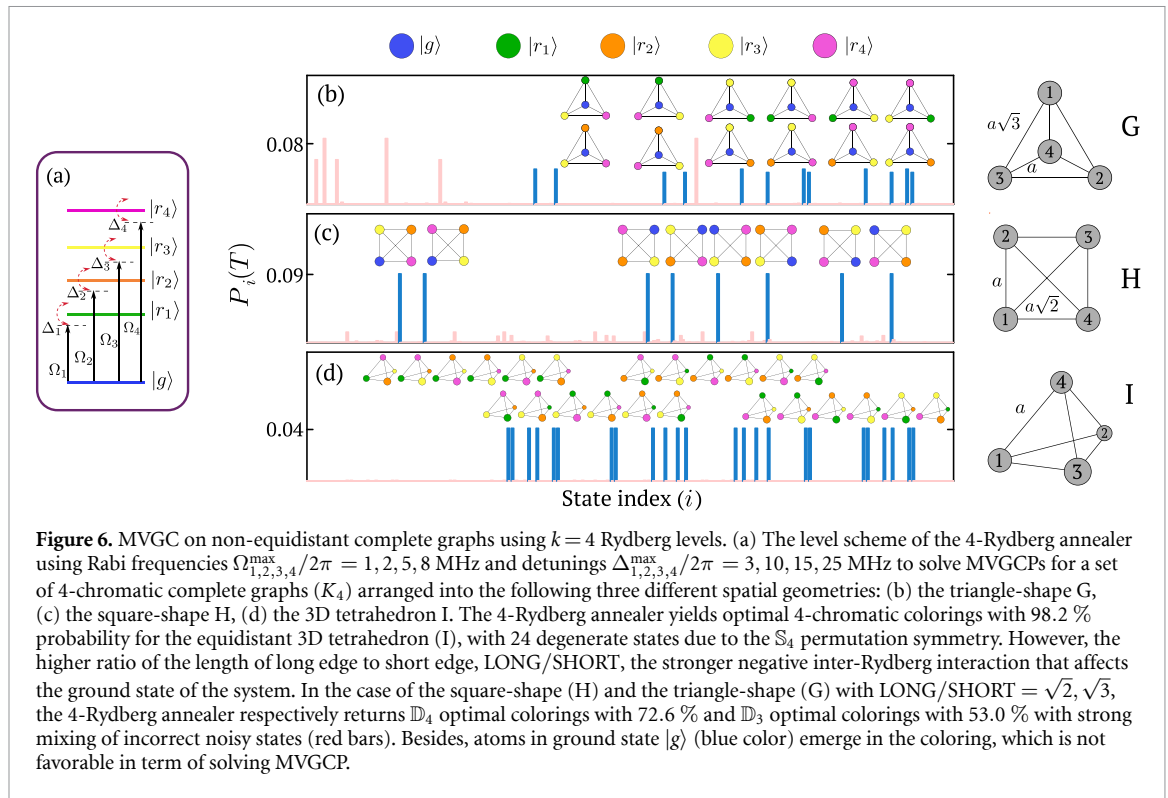 |g⟩ |r₁⟩ |r₂⟩ |r₃⟩ |r₄⟩
(a)
|r₄⟩
Δ₄
|r₃⟩
Δ₃
|r₂⟩
Δ₂
|r₁⟩
Δ₁
Ω₁ Ω₂ Ω₃ Ω₄
|g⟩
P_i(T)
(b)
0.08
(c)
0.09
(d)
0.04
State index (i)
1
a√3
G
4
3 a 2
2 3
a
H
a√2
1 4
4
I
a
2
1
3
Figure 6. MVGC on non-equidistant complete graphs using k = 4 Rydberg levels. (a) The level scheme of the 4-Rydberg annealer
using Rabi frequencies Ω^max_1,2,3,4/2π = 1, 2, 5, 8 MHz and detunings Δ^max_1,2,3,4/2π = 3, 10, 15, 25 MHz to solve MVGCPs for a set
of 4-chromatic complete graphs (K₄) arranged into the following three different spatial geometries: (b) the triangle-shape G,
(c) the square-shape H, (d) the 3D tetrahedron I. The 4-Rydberg annealer yields optimal 4-chromatic colorings with 98.2 %
probability for the equidistant 3D tetrahedron (I), with 24 degenerate states due to the 𝕊₄ permutation symmetry. However, the
higher ratio of the length of long edge to short edge, LONG/SHORT, the stronger negative inter-Rydberg interaction that affects
the ground state of the system. In the case of the square-shape (H) and the triangle-shape (G) with LONG/SHORT = √2, √3,
the 4-Rydberg annealer respectively returns 𝔻₄ optimal colorings with 72.6 % and 𝔻₃ optimal colorings with 53.0 % with strong
mixing of incorrect noisy states (red bars). Besides, atoms in ground state |g⟩ (blue color) emerge in the coloring, which is not
favorable in term of solving MVGCP.